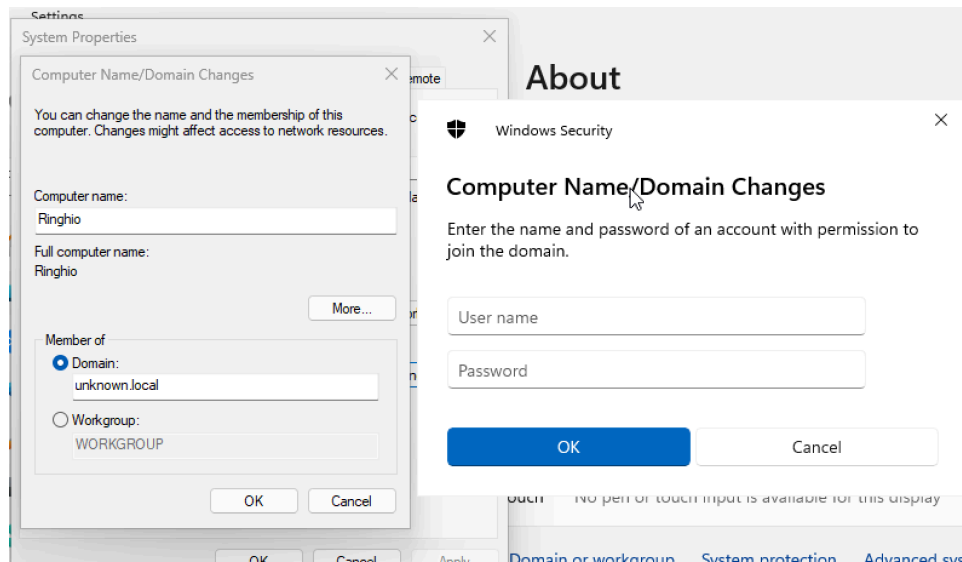 Settings
System Properties
Computer Name/Domain Changes
emote
You can change the name and the membership of this
computer. Changes might affect access to network resources.
Computer name:
Ringhio
Full computer name:
Ringhio
More...
Member of
Domain:
unknown.local
Workgroup:
WORKGROUP
OK Cancel
OK Cancel Apply
About
Windows Security
Computer Name/Domain Changes
Enter the name and password of an account with permission to
join the domain.
User name
Password
OK Cancel
ouch No pen or touch input is available for this display
Domain or workgroup System protection Advanced sys